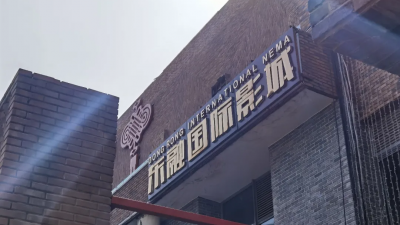 DONG RONG INTERNATIONAL NEMA
东融国际影城